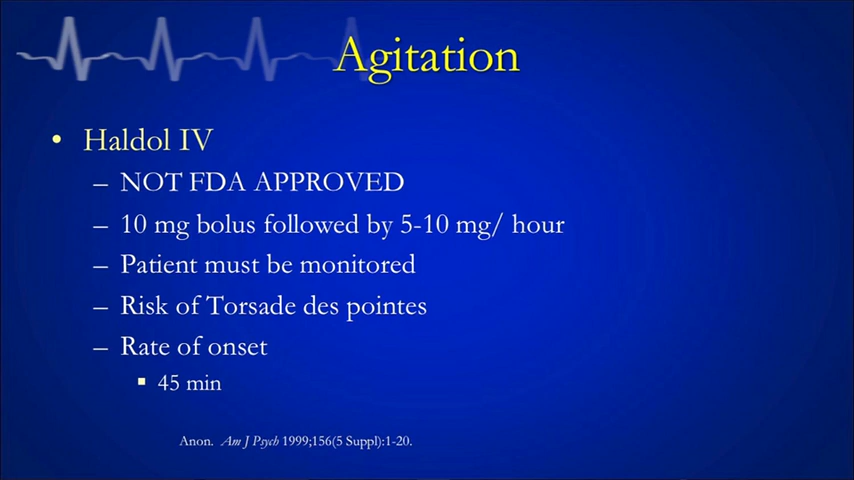 Agitation
• Haldol IV
– NOT FDA APPROVED
– 10 mg bolus followed by 5-10 mg/ hour
– Patient must be monitored
– Risk of Torsade des pointes
– Rate of onset
▪ 45 min
Anon. Am J Psych 1999;156(5 Suppl):1-20.